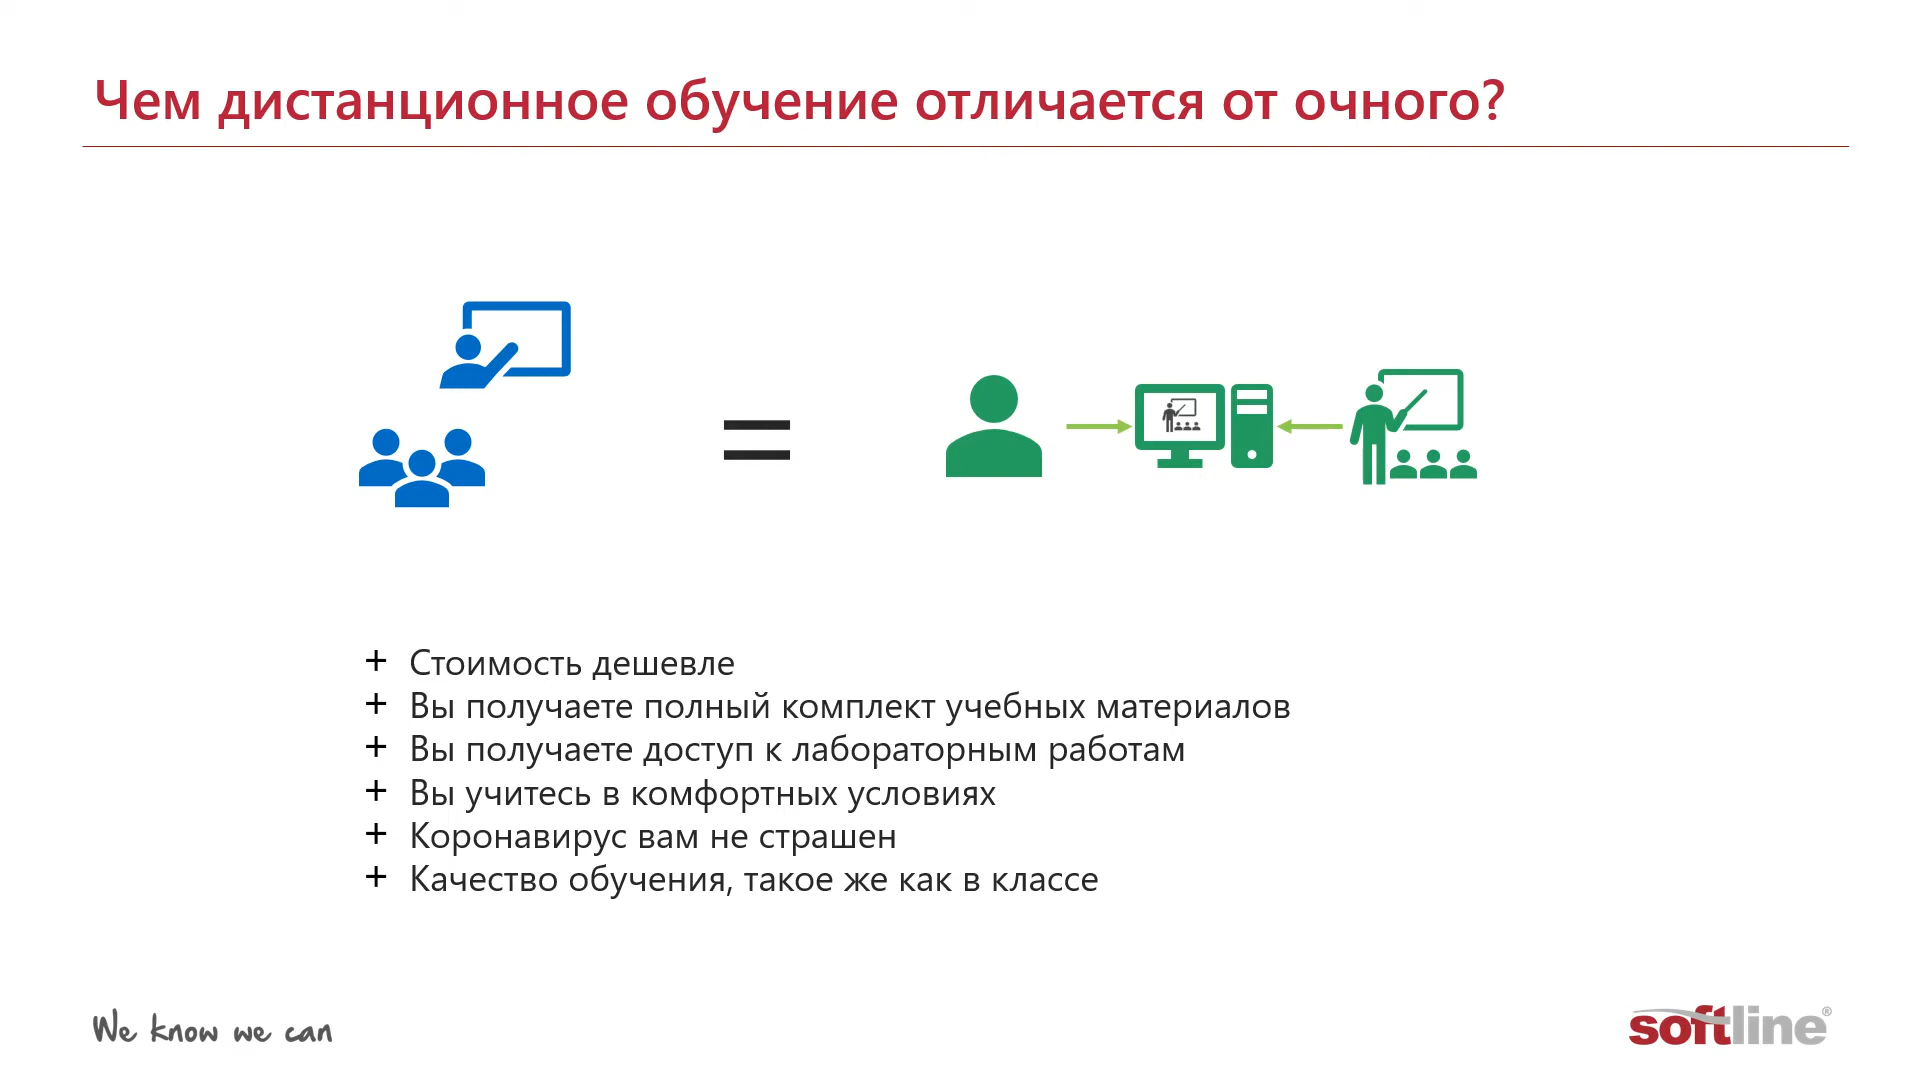 Чем дистанционное обучение отличается от очного?
=
+ Стоимость дешевле
+ Вы получаете полный комплект учебных материалов
+ Вы получаете доступ к лабораторным работам
+ Вы учитесь в комфортных условиях
+ Коронавирус вам не страшен
+ Качество обучения, такое же как в классе
We know we can
softline®